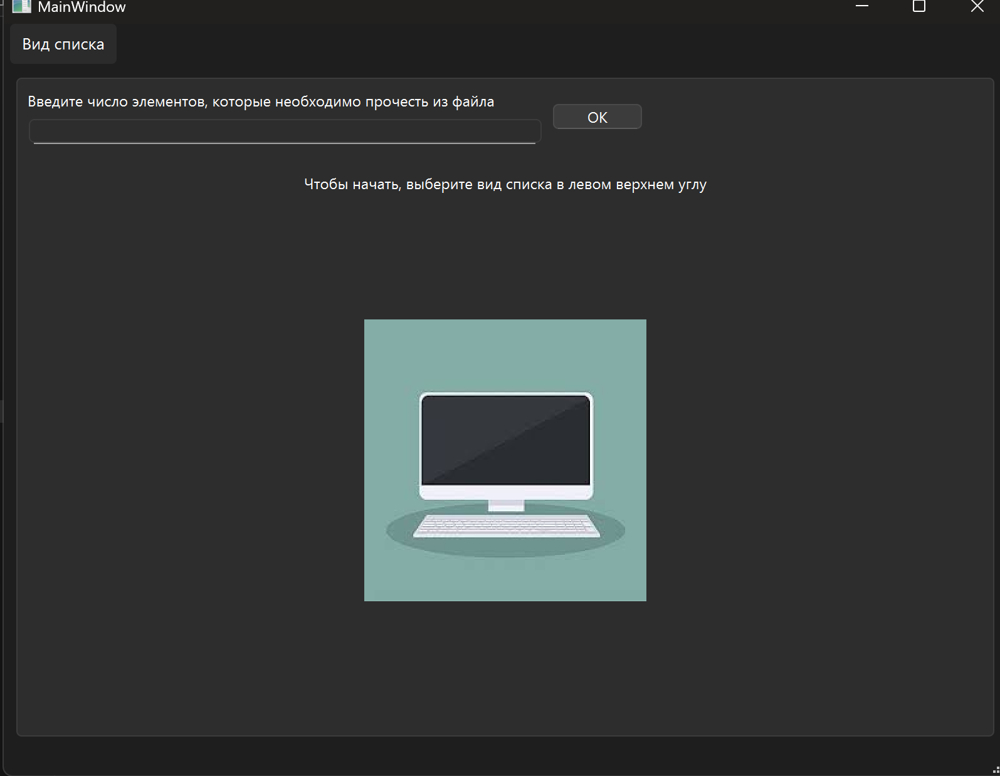 MainWindow
Вид списка
Введите число элементов, которые необходимо прочесть из файла
OK
Чтобы начать, выберите вид списка в левом верхнем углу